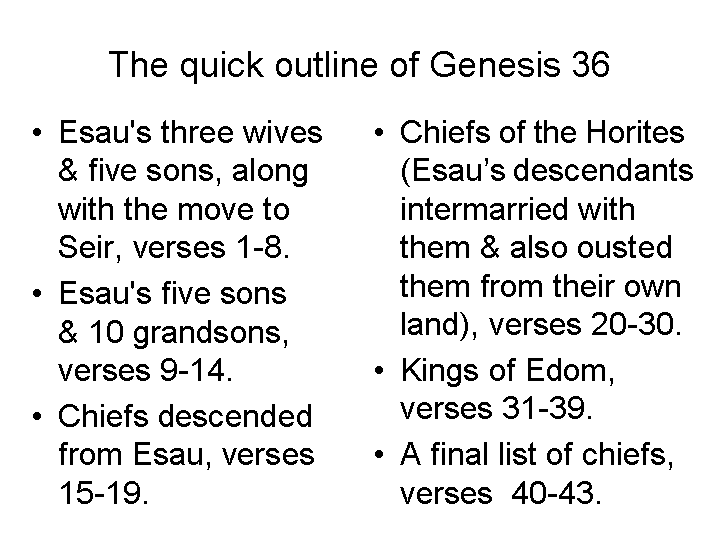 The quick outline of Genesis 36
• Esau's three wives
& five sons, along
with the move to
Seir, verses 1-8.
• Esau's five sons
& 10 grandsons,
verses 9-14.
• Chiefs descended
from Esau, verses
15-19.
• Chiefs of the Horites
(Esau’s descendants
intermarried with
them & also ousted
them from their own
land), verses 20-30.
• Kings of Edom,
verses 31-39.
• A final list of chiefs,
verses  40-43.